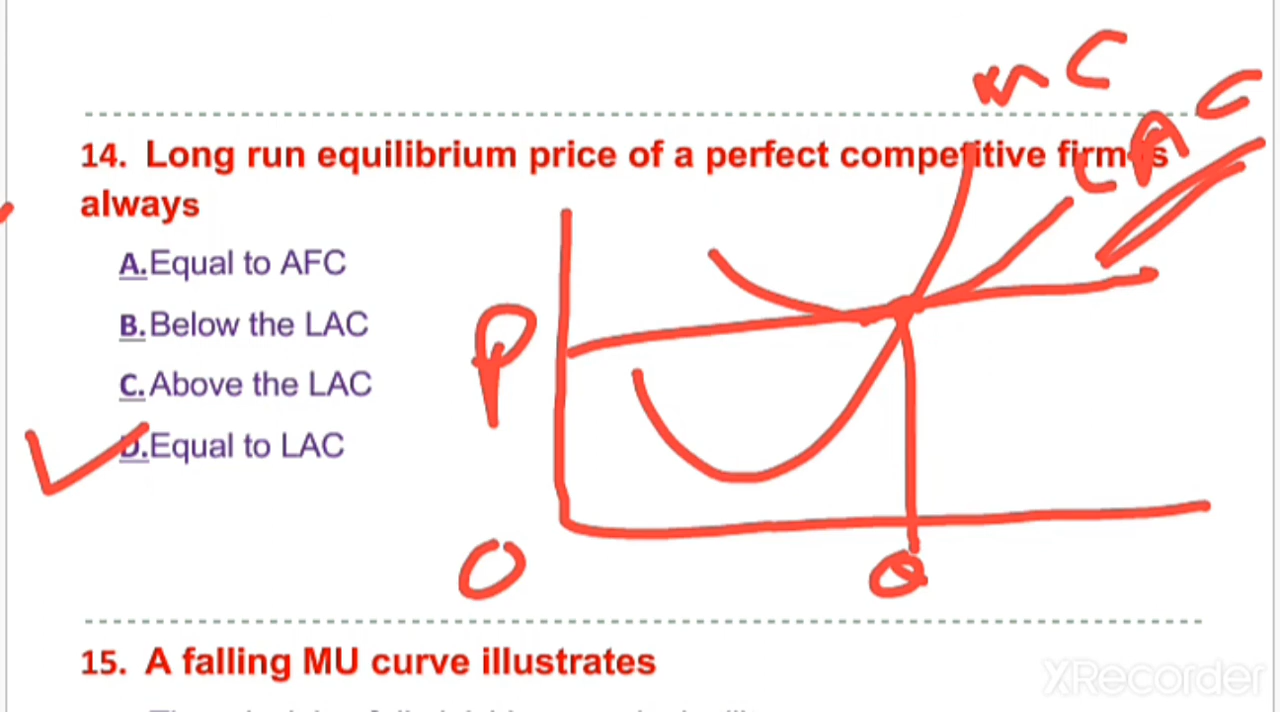 mC
LAC
14. Long run equilibrium price of a perfect competitive firm is
always
A. Equal to AFC
B. Below the LAC
C. Above the LAC
D. Equal to LAC
P
O
Q
15. A falling MU curve illustrates
XRecorder